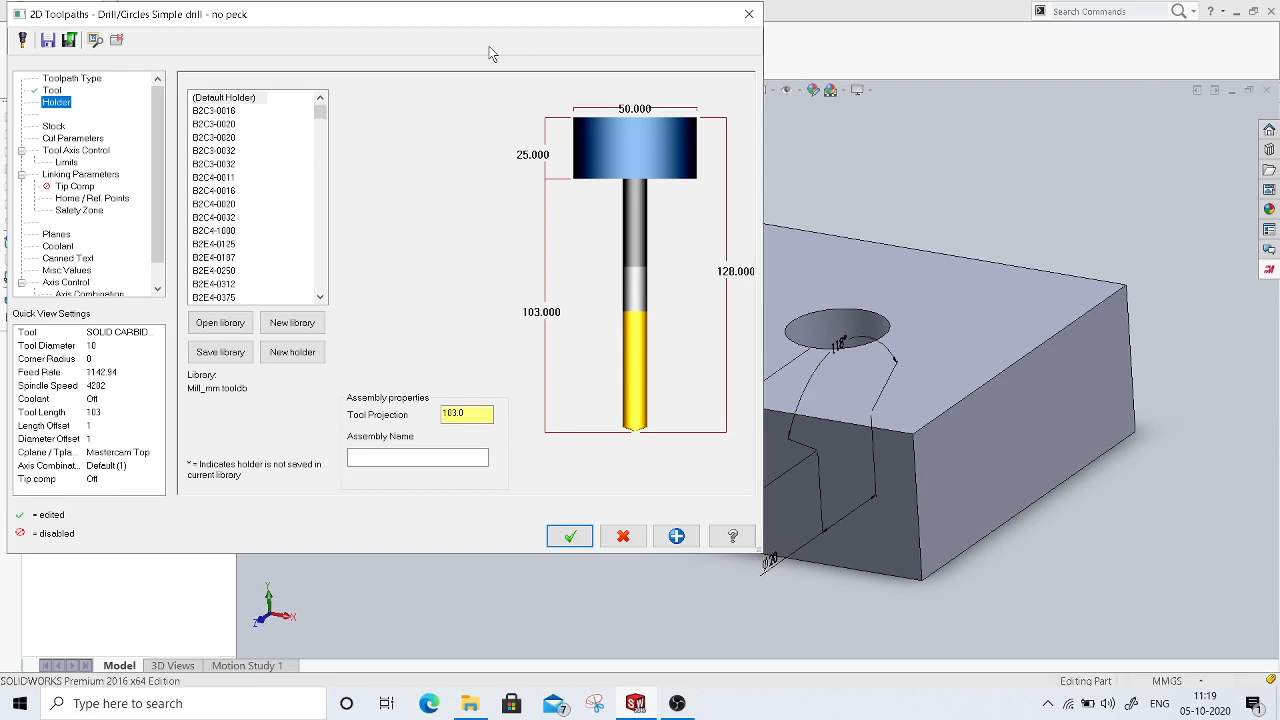 2D Toolpaths - Drill/Circles Simple drill - no peck
Search Commands
?
Toolpath Type
Tool
Holder
Stock
Cut Parameters
Tool Axis Control
Limits
Linking Parameters
Tip Comp
Home / Ref. Points
Safety Zone
Planes
Coolant
Canned Text
Misc Values
Axis Control
Axis Combination
(Default Holder)
B2C3-0016
B2C3-0020
B2C3-0020
B2C3-0032
B2C3-0032
B2C4-0011
B2C4-0016
B2C4-0020
B2C4-0032
B2C4-1000
B2E4-0125
B2E4-0187
B2E4-0250
B2E4-0312
B2E4-0375
Open library
New library
Save library
New holder
Library:
Mill_mm.tooldb
* = Indicates holder is not saved in
current library
Assembly properties
Tool Projection
103.0
Assembly Name
50.000
25.000
128.000
103.000
Quick View Settings
Tool SOLID CARBID...
Tool Diameter 10
Corner Radius 0
Feed Rate 1142.94
Spindle Speed 4202
Coolant Off
Tool Length 103
Length Offset 1
Diameter Offset 1
Cplane / Tpla... Mastercam Top
Axis Combinat... Default (1)
Tip comp Off
= edited
= disabled
?
118°
Ø20
Y
X
Z
Model
3D Views
Motion Study 1
SOLIDWORKS Premium 2016 x64 Edition
Editing Part
MMGS
Type here to search
7
SW
11:19
ENG
05-10-2020
1